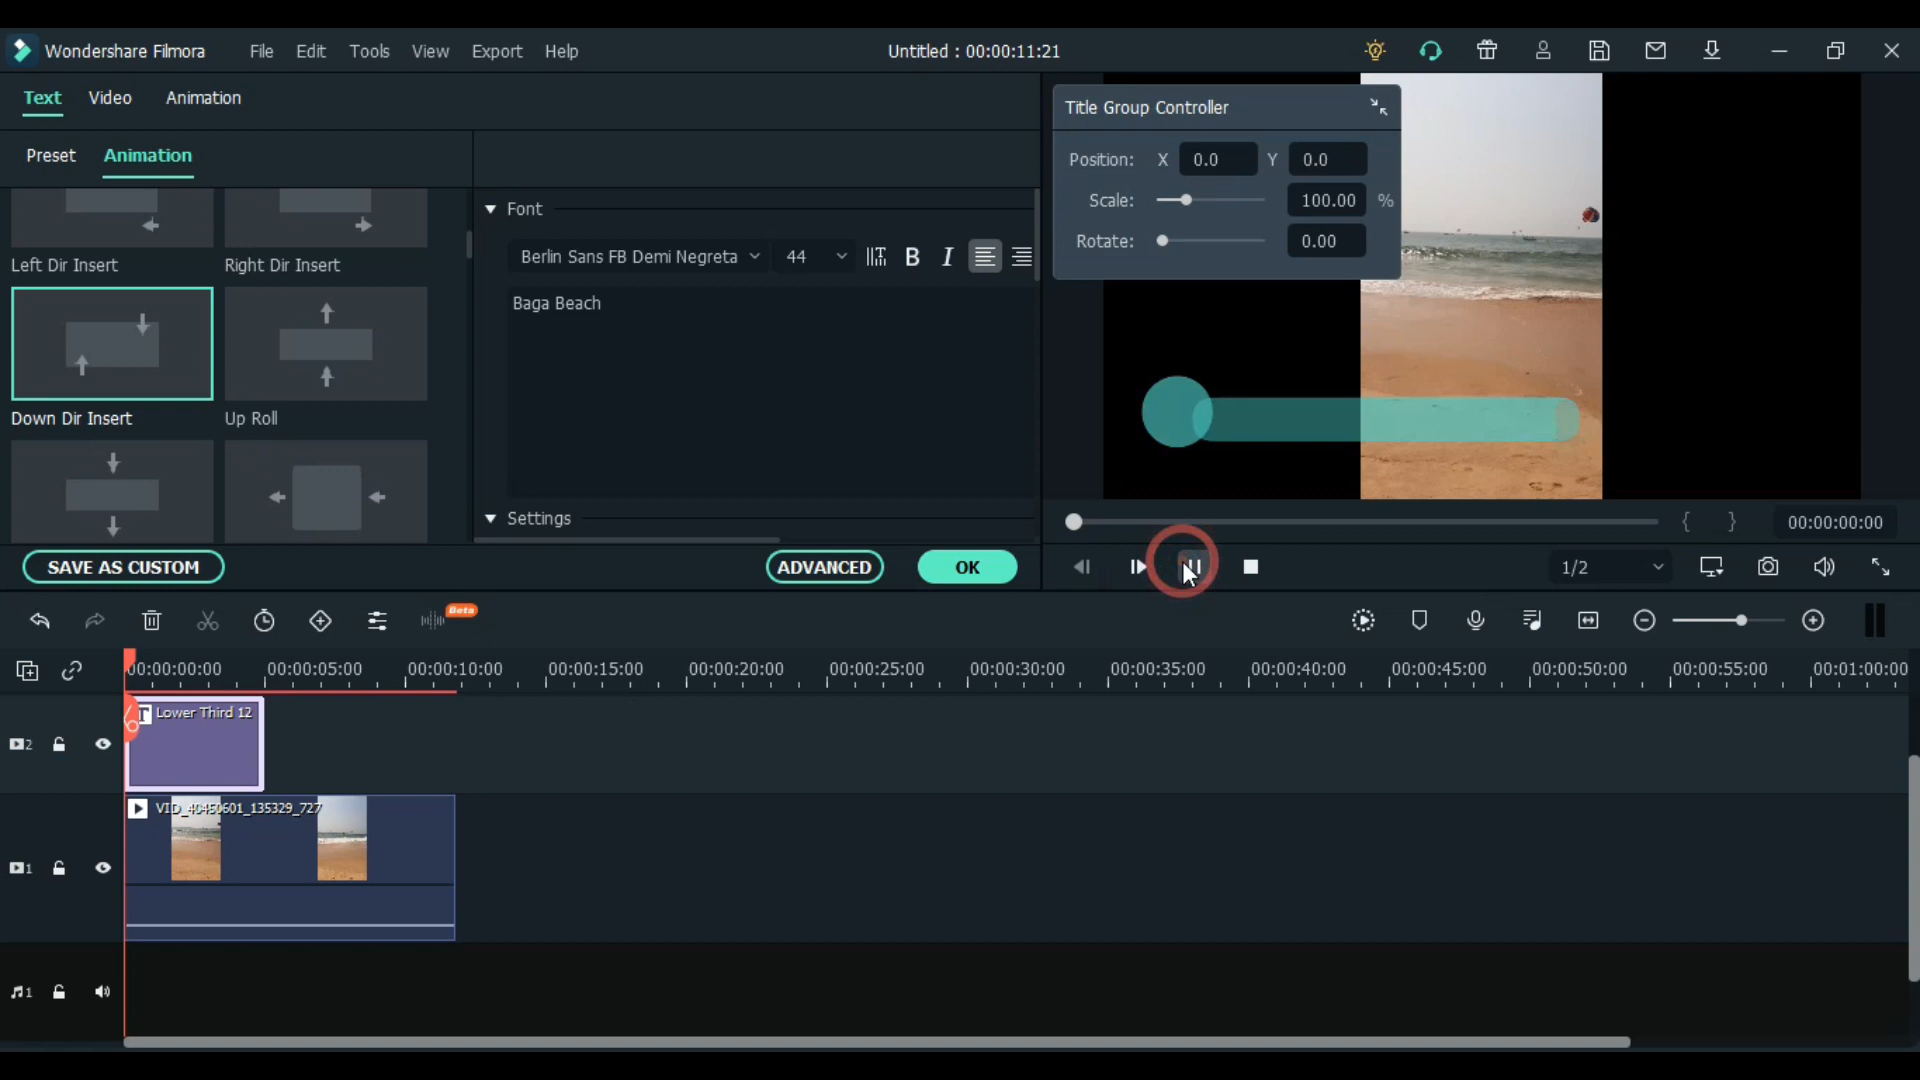 Wondershare Filmora File Edit Tools View Export Help Untitled : 00:00:11:21
Text Video Animation
Preset Animation
Left Dir Insert Right Dir Insert
Down Dir Insert Up Roll
SAVE AS CUSTOM ADVANCED OK
Font
Berlin Sans FB Demi Negreta 44 B I
Baga Beach
Settings
Title Group Controller
Position: X 0.0 Y 0.0
Scale: 100.00 %
Rotate: 0.00
{ } 00:00:00:00
1/2
Beta
00:00:00:00 00:00:05:00 00:00:10:00 00:00:15:00 00:00:20:00 00:00:25:00 00:00:30:00 00:00:35:00 00:00:40:00 00:00:45:00 00:00:50:00 00:00:55:00 00:01:00:00
T Lower Third 12
2
VID_40450601_135329_727
1
1